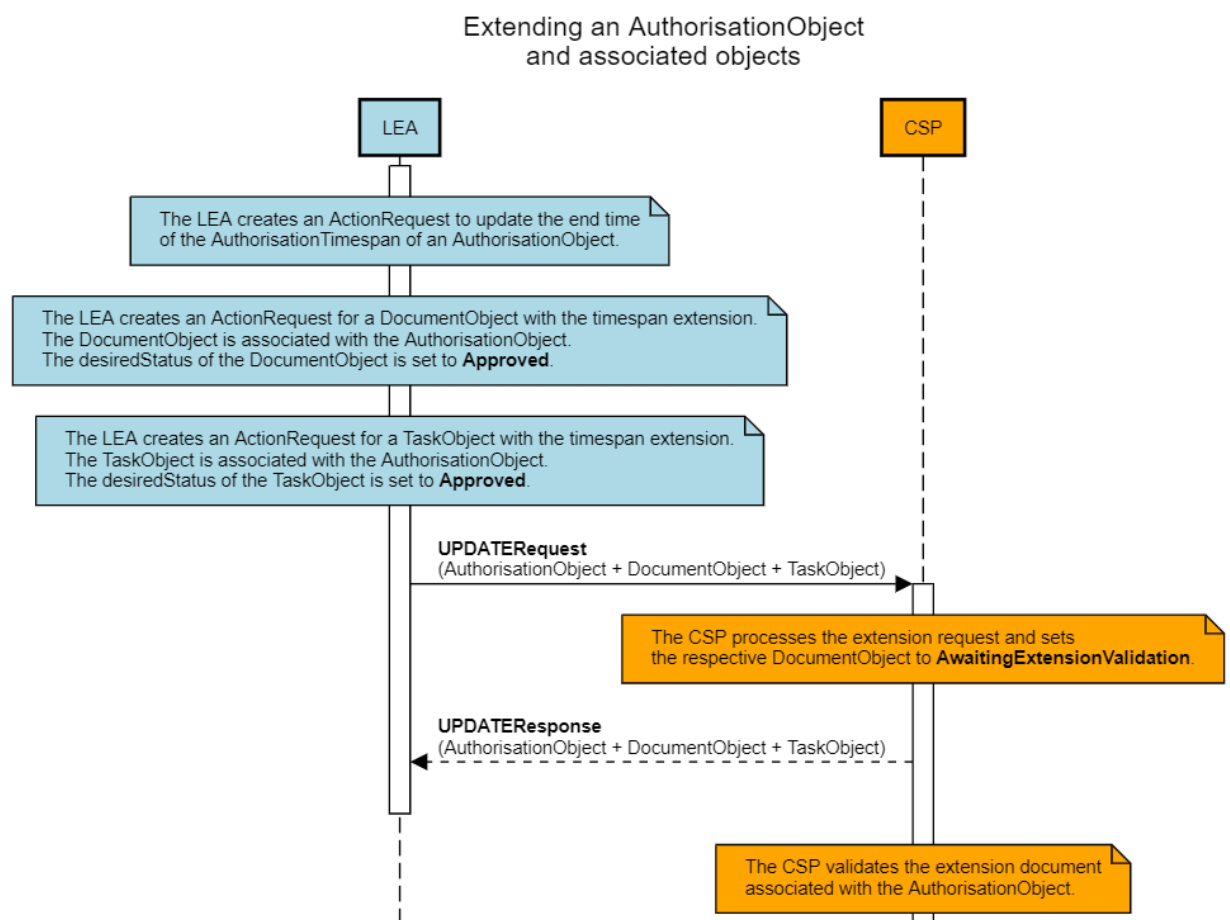 Extending an AuthorisationObject
and associated objects
LEA
CSP
The LEA creates an ActionRequest to update the end time
of the AuthorisationTimespan of an AuthorisationObject.
The LEA creates an ActionRequest for a DocumentObject with the timespan extension.
The DocumentObject is associated with the AuthorisationObject.
The desiredStatus of the DocumentObject is set to Approved.
The LEA creates an ActionRequest for a TaskObject with the timespan extension.
The TaskObject is associated with the AuthorisationObject.
The desiredStatus of the TaskObject is set to Approved.
UPDATERequest
(AuthorisationObject + DocumentObject + TaskObject)
The CSP processes the extension request and sets
the respective DocumentObject to AwaitingExtensionValidation.
UPDATEResponse
(AuthorisationObject + DocumentObject + TaskObject)
The CSP validates the extension document
associated with the AuthorisationObject.